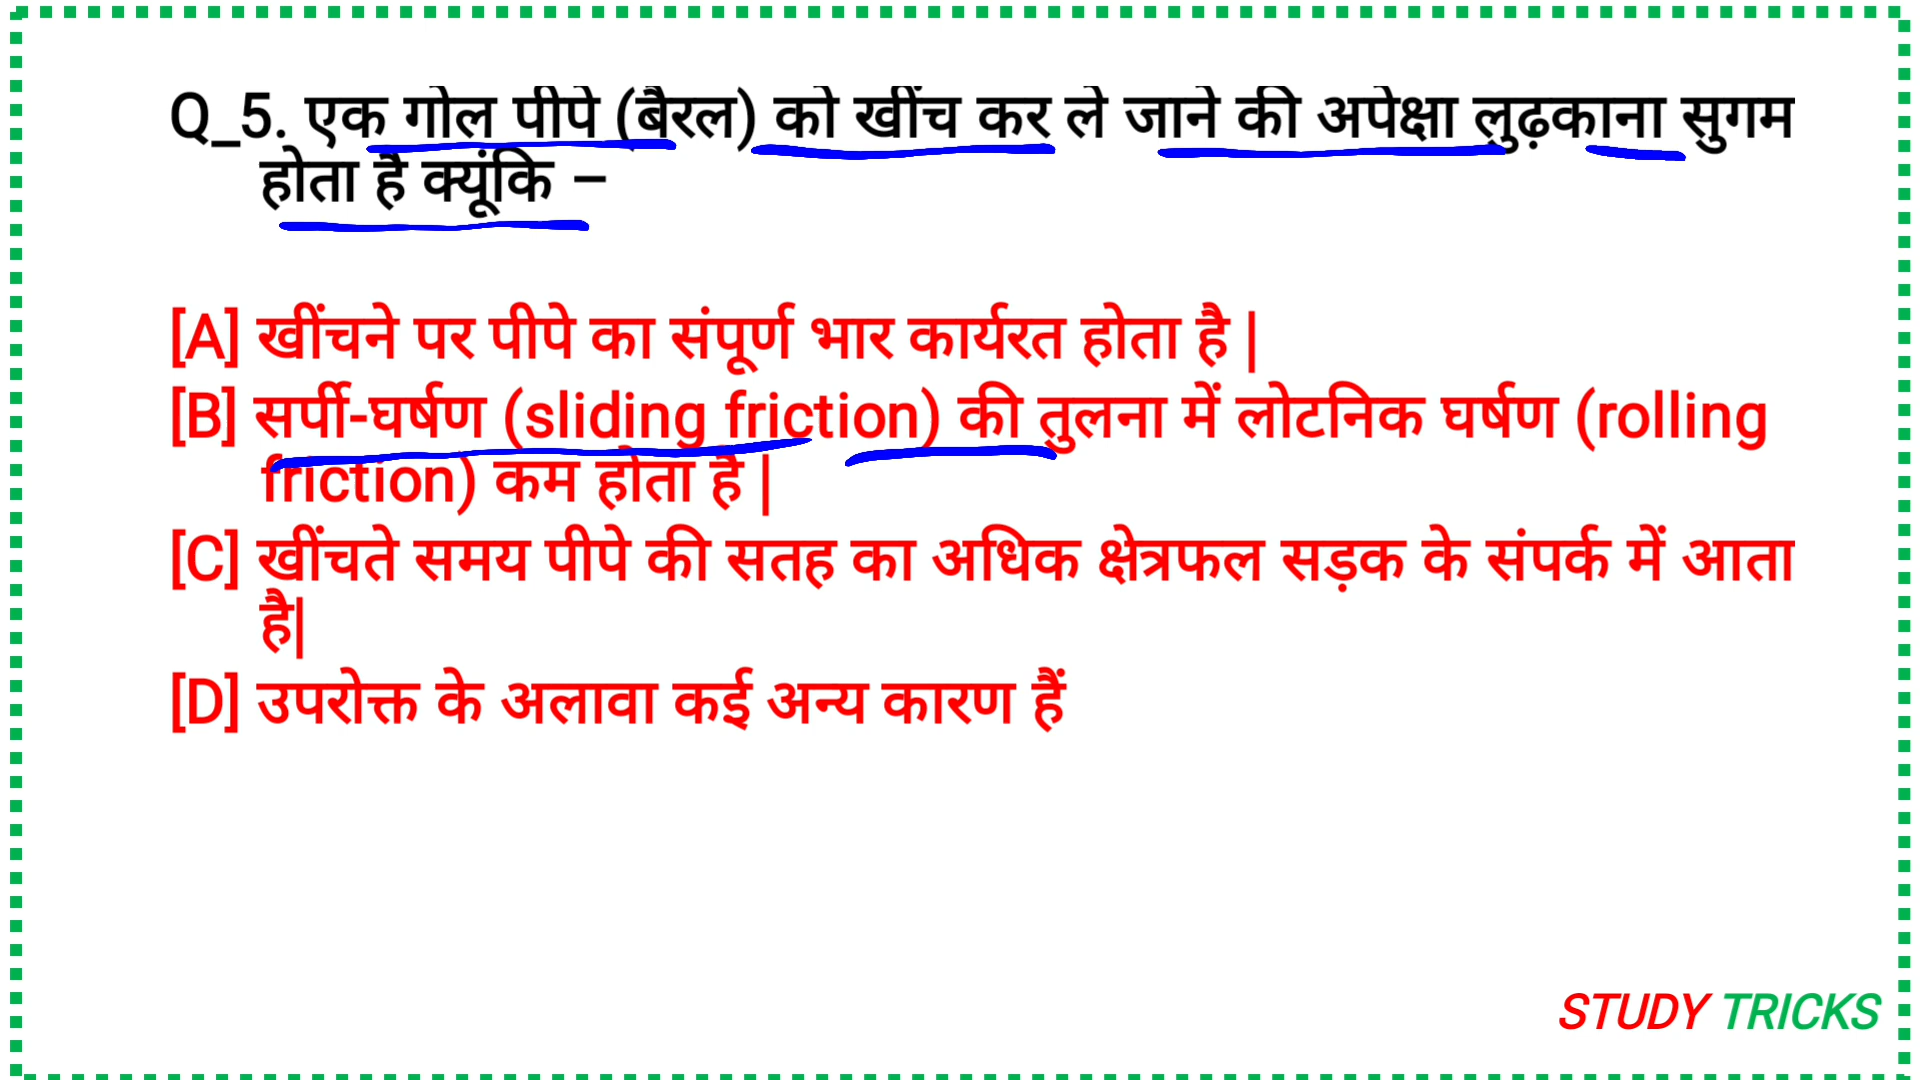 Q_5. एक गोल पीपे (बैरल) को खींच कर ले जाने की अपेक्षा लुढ़काना सुगम
होता है क्यूंकि –
[A] खींचने पर पीपे का संपूर्ण भार कार्यरत होता है |
[B] सर्पी-घर्षण (sliding friction) की तुलना में लोटनिक घर्षण (rolling
friction) कम होता है |
[C] खींचते समय पीपे की सतह का अधिक क्षेत्रफल सड़क के संपर्क में आता
है|
[D] उपरोक्त के अलावा कई अन्य कारण हैं
STUDY TRICKS